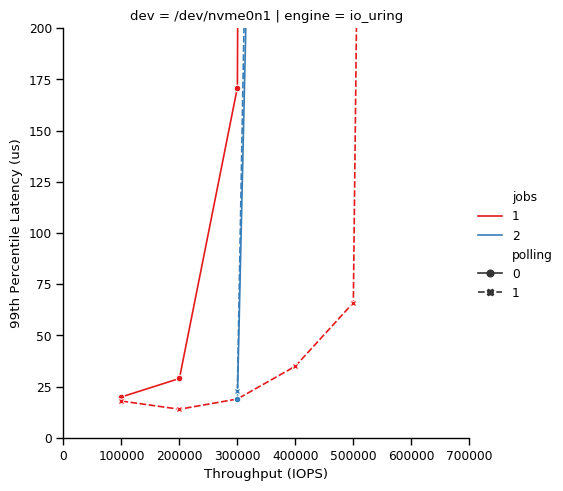 dev = /dev/nvme0n1 | engine = io_uring
200
175
150
125
100
75
50
25
0
99th Percentile Latency (us)
0 100000 200000 300000 400000 500000 600000 700000
Throughput (IOPS)
jobs
1
2
polling
0
1